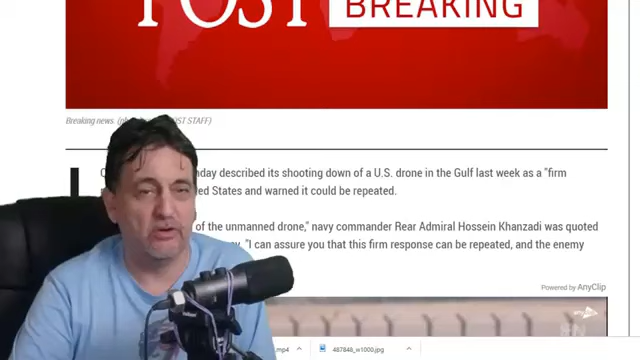 POST BREAKING
Breaking news. (ph OST STAFF)
nday described its shooting down of a U.S. drone in the Gulf last week as a "firm
ed States and warned it could be repeated.
of the unmanned drone," navy commander Rear Admiral Hossein Khanzadi was quoted
"I can assure you that this firm response can be repeated, and the enemy
Powered by AnyClip
.mp4
487848_w1000.jpg